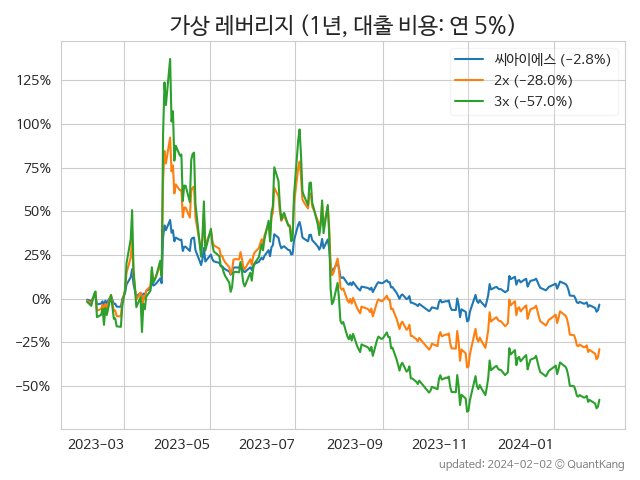 가상 레버리지 (1년, 대출 비용: 연 5%)
씨아이에스 (−2.8%)
2x (−28.0%)
3x (−57.0%)
125%
100%
75%
50%
25%
0%
−25%
−50%
2023-03
2023-05
2023-07
2023-09
2023-11
2024-01
updated: 2024-02-02 © QuantKang